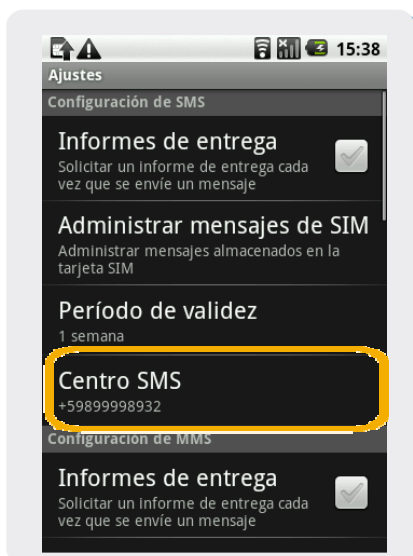 15:38
Ajustes
Configuración de SMS
Informes de entrega
Solicitar un informe de entrega cada
vez que se envíe un mensaje
Administrar mensajes de SIM
Administrar mensajes almacenados en la
tarjeta SIM
Período de validez
1 semana
Centro SMS
+59899998932
Configuración de MMS
Informes de entrega
Solicitar un informe de entrega cada
vez que se envíe un mensaje